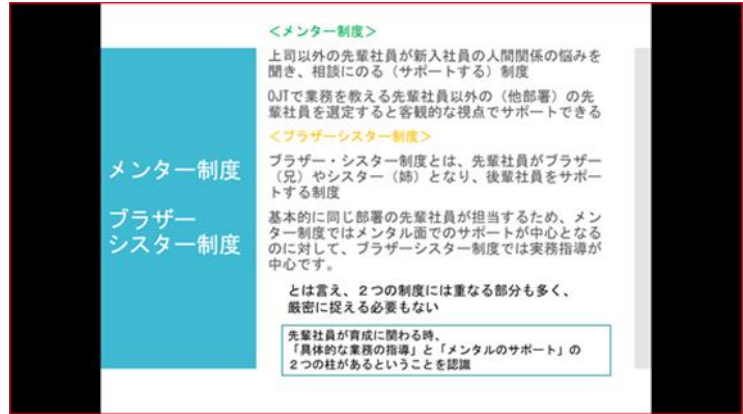 メンター制度
ブラザー
シスター制度
＜メンター制度＞
上司以外の先輩社員が新入社員の人間関係の悩みを
聞き、相談にのる（サポートする）制度
OJTで業務を教える先輩社員以外の（他部署）の先
輩社員を選定すると客観的な視点でサポートできる
＜ブラザーシスター制度＞
ブラザー・シスター制度とは、先輩社員がブラザー
（兄）やシスター（姉）となり、後輩社員をサポー
トする制度
基本的に同じ部署の先輩社員が担当するため、メン
ター制度ではメンタル面でのサポートが中心となる
のに対して、ブラザーシスター制度では実務指導が
中心です。
とは言え、２つの制度には重なる部分も多く、
厳密に捉える必要もない
先輩社員が育成に関わる時、
「具体的な業務の指導」と「メンタルのサポート」の
２つの柱があるということを認識